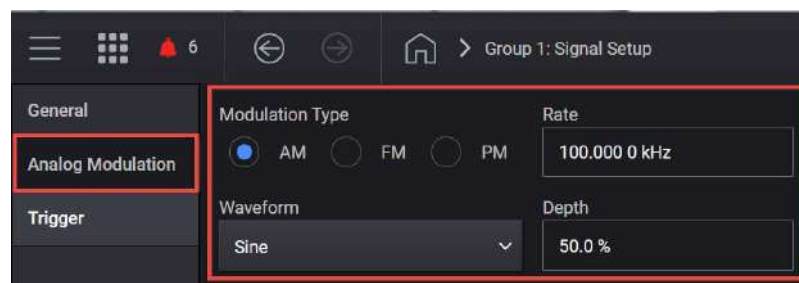 6
Group 1: Signal Setup
General
Analog Modulation
Trigger
Modulation Type
AM FM PM
Rate
100.000 0 kHz
Waveform
Sine
Depth
50.0 %